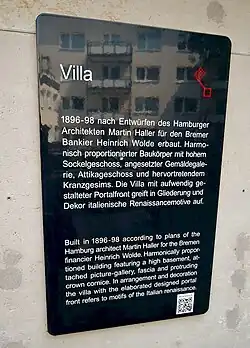 Villa
1896-98 nach Entwürfen des Hamburger
Architekten Martin Haller für den Bremer
Bankier Heinrich Wolde erbaut. Harmo-
nisch proportionierter Baukörper mit hohem
Sockelgeschoss, angesetzter Gemäldegale-
rie, Attikageschoss und hervortretendem
Kranzgesims. Die Villa mit aufwendig ge-
stalteter Portalfront greift in Gliederung und
Dekor italienische Renaissancemotive auf.
Built in 1896-98 according to plans of the
Hamburg architect Martin Haller for the Bremen
financier Heinrich Wolde. Harmonically propor-
tioned building featuring a high basement, at-
tached picture-gallery, fascia and protruding
crown cornice. In arrangement and decoration
the villa with the elaborated designed portal
front refers to motifs of the Italian renaissance.